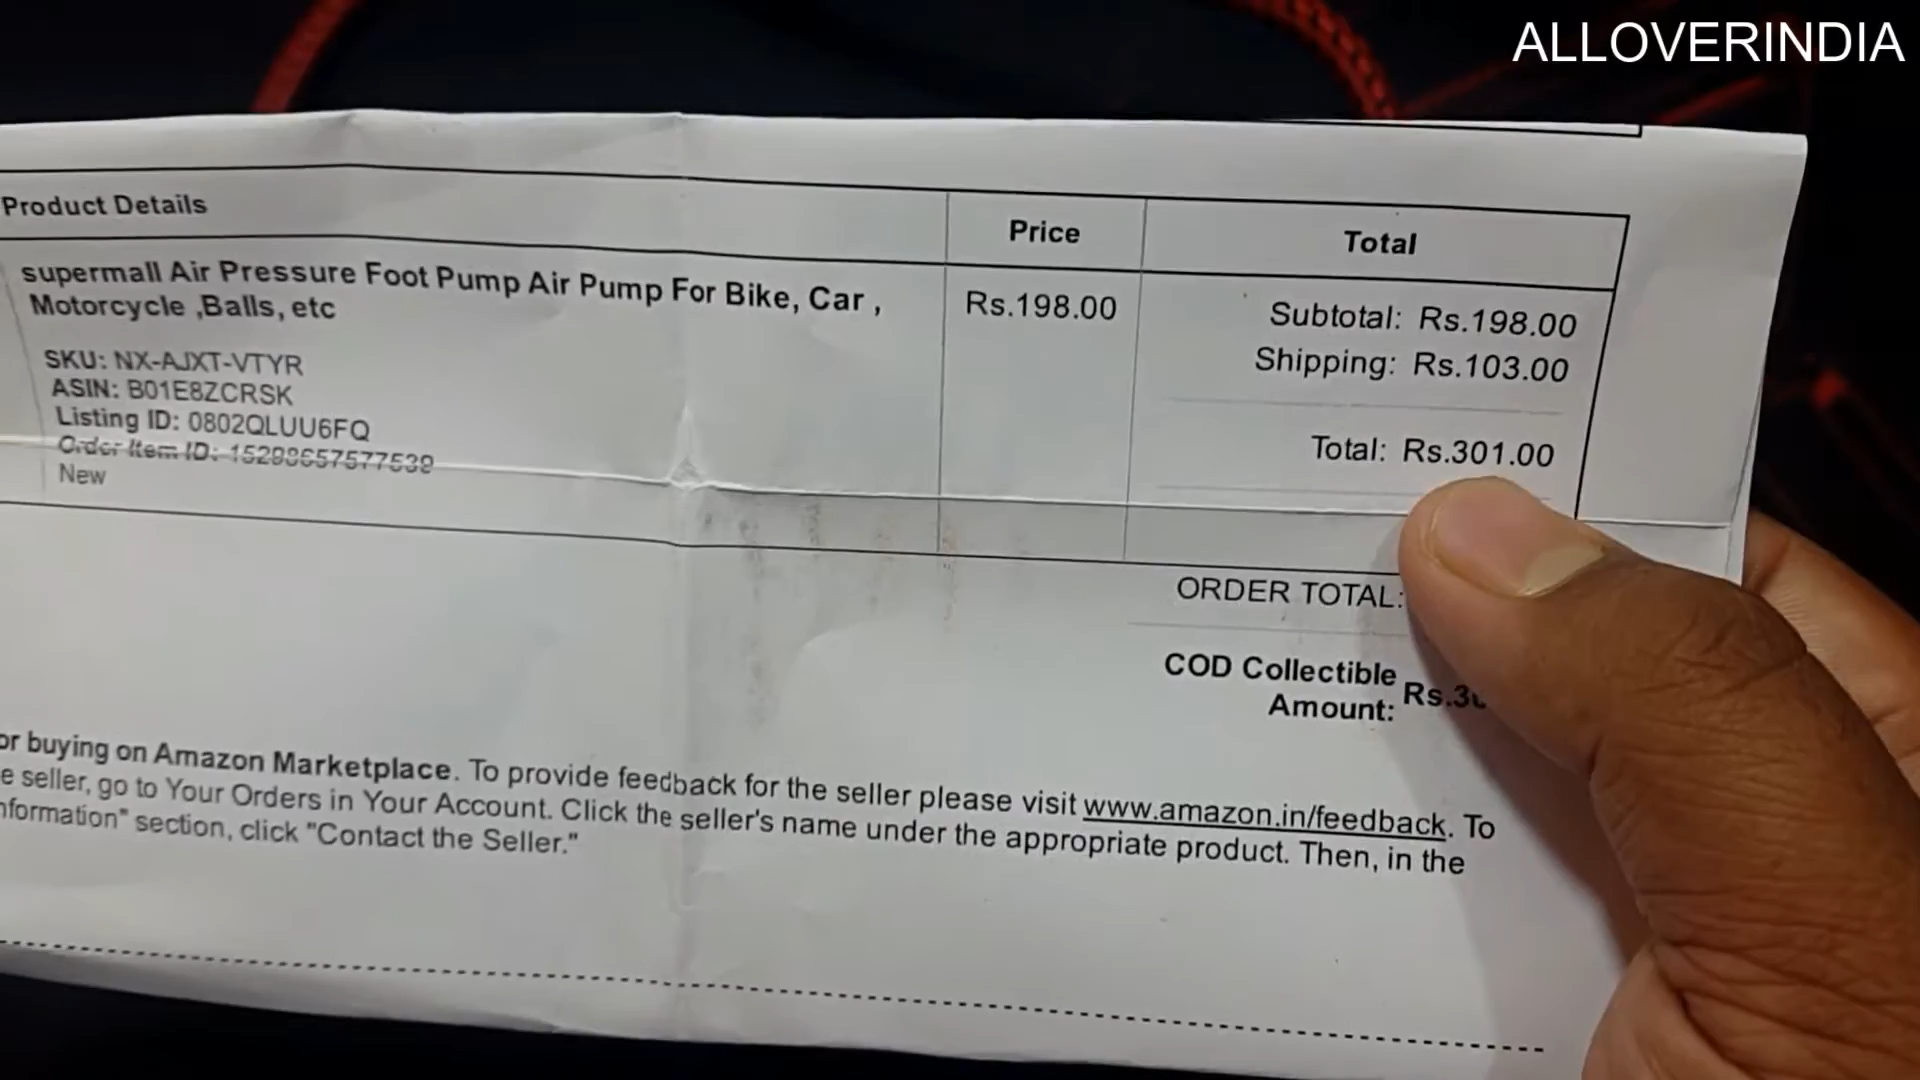 ALLOVERINDIA
Product Details
Price
Total
supermall Air Pressure Foot Pump Air Pump For Bike, Car ,
Motorcycle ,Balls, etc
Rs.198.00
Subtotal: Rs.198.00
Shipping: Rs.103.00
Total: Rs.301.00
SKU: NX-AJXT-VTYR
ASIN: B01E8ZCRSK
Listing ID: 0802QLUU6FQ
Order Item ID:
New
ORDER TOTAL:
COD Collectible
Amount:
buying on Amazon Marketplace. To provide feedback for the seller please visit www.amazon.in/feedback. To
seller, go to Your Orders in Your Account. Click the seller's name under the appropriate product. Then, in the
section, click "Contact the Seller."